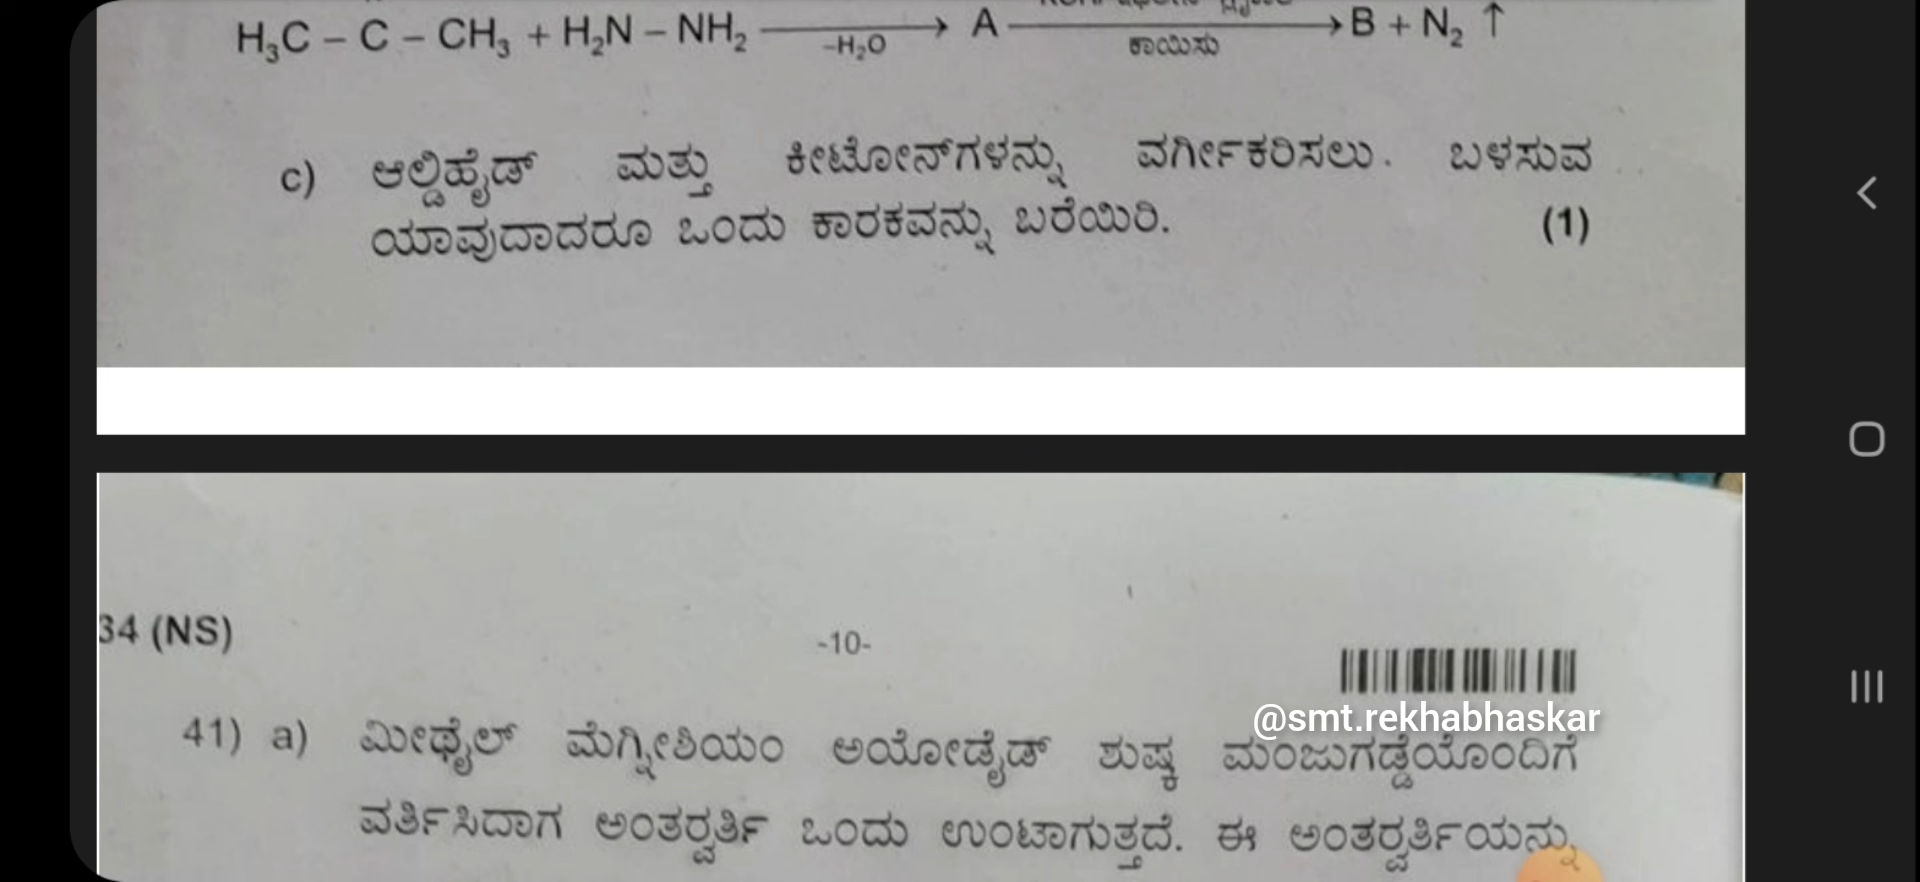 H₃C – C – CH₃ + H₂N – NH₂ –H₂O → A ಕಾಯಿಸು → B + N₂ ↑
c) ಆಲ್ಡಿಹೈಡ್ ಮತ್ತು ಕೀಟೋನ್‌ಗಳನ್ನು ವರ್ಗೀಕರಿಸಲು. ಬಳಸುವ
ಯಾವುದಾದರೂ ಒಂದು ಕಾರಕವನ್ನು ಬರೆಯಿರಿ. (1)
34 (NS)
-10-
@smt.rekhabhaskar
41) a) ಮೀಥೈಲ್ ಮೆಗ್ನೀಶಿಯಂ ಅಯೋಡೈಡ್ ಶುಷ್ಕ ಮಂಜುಗಡ್ಡೆಯೊಂದಿಗೆ
ವರ್ತಿಸಿದಾಗ ಅಂತರ‍್ವರ್ತಿ ಒಂದು ಉಂಟಾಗುತ್ತದೆ. ಈ ಅಂತರ‍್ವರ್ತಿಯನ್ನು